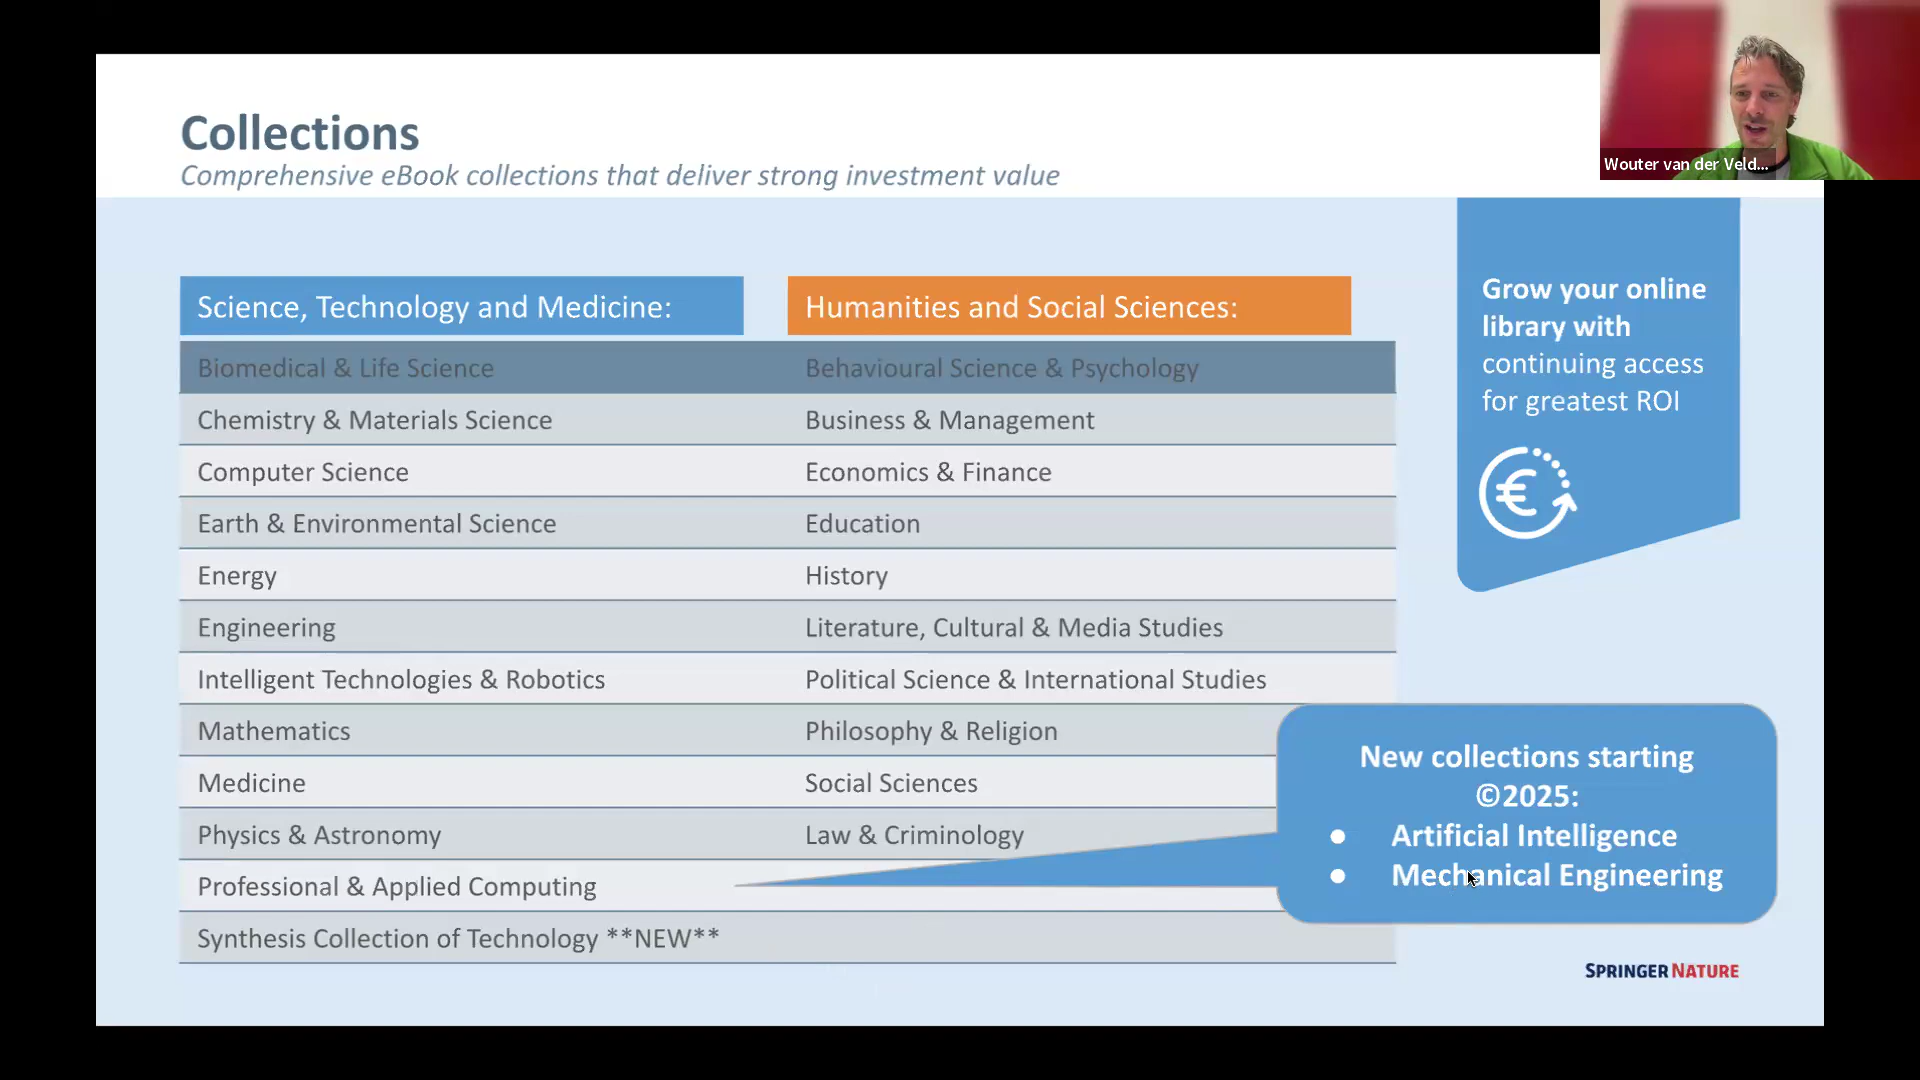 Collections
Comprehensive eBook collections that deliver strong investment value
Wouter van der Veld...
Science, Technology and Medicine:
Humanities and Social Sciences:
Biomedical & Life Science
Behavioural Science & Psychology
Chemistry & Materials Science
Business & Management
Computer Science
Economics & Finance
Earth & Environmental Science
Education
Energy
History
Engineering
Literature, Cultural & Media Studies
Intelligent Technologies & Robotics
Political Science & International Studies
Mathematics
Philosophy & Religion
Medicine
Social Sciences
Physics & Astronomy
Law & Criminology
Professional & Applied Computing
Synthesis Collection of Technology **NEW**
Grow your online
library with
continuing access
for greatest ROI
€
New collections starting
©2025:
● Artificial Intelligence
● Mechanical Engineering
SPRINGER NATURE